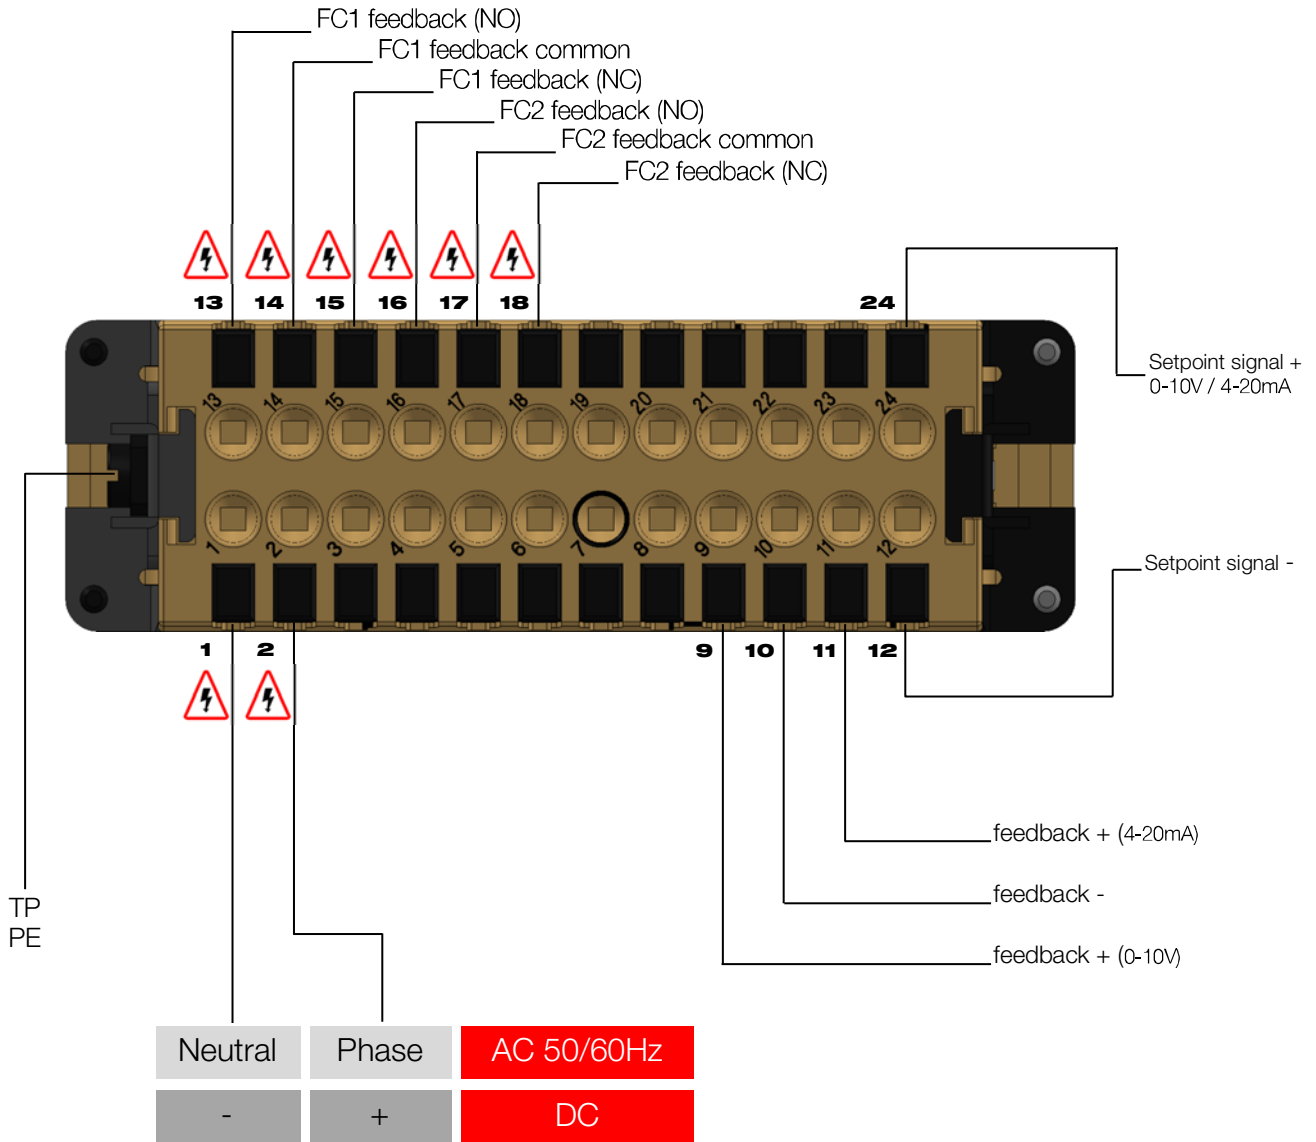 FC1 feedback (NO)
FC1 feedback common
FC1 feedback (NC)
FC2 feedback (NO)
FC2 feedback common
FC2 feedback (NC)
13 14 15 16 17 18 24
Setpoint signal +
0-10V / 4-20mA
13 14 15 16 17 18 19 20 21 22 23 24
1 2 3 4 5 6 7 8 9 10 11 12
Setpoint signal -
1 2 9 10 11 12
feedback + (4-20mA)
feedback -
feedback + (0-10V)
TP
PE
Neutral Phase AC 50/60Hz
- + DC